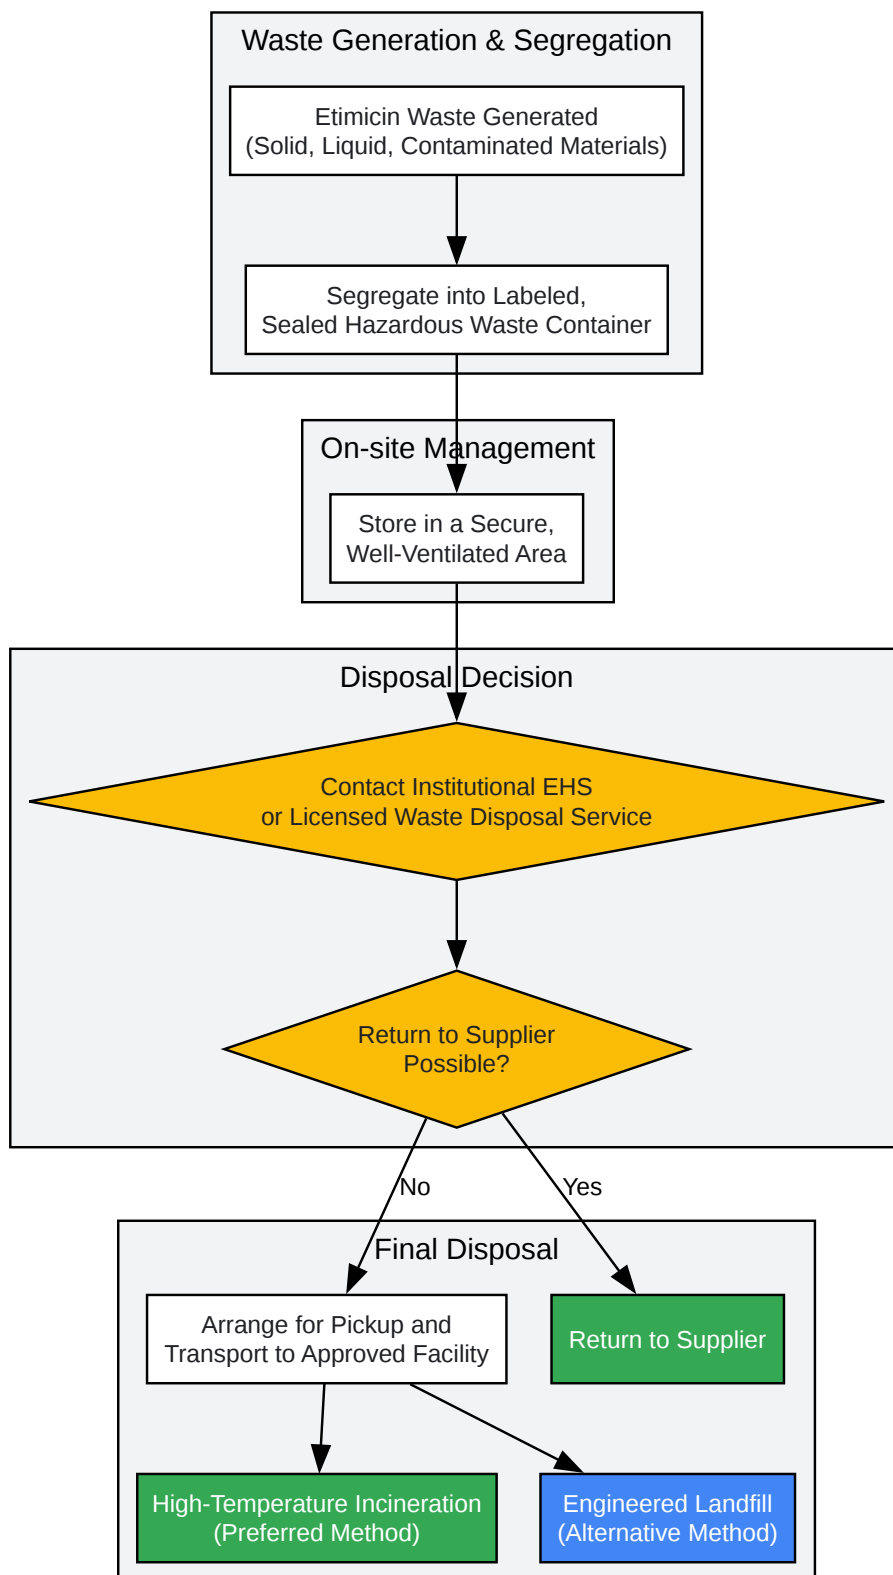 Waste Generation & Segregation
Etimicin Waste Generated
(Solid, Liquid, Contaminated Materials)
Segregate into Labeled,
Sealed Hazardous Waste Container
On-site Management
Store in a Secure,
Well-Ventilated Area
Disposal Decision
Contact Institutional EHS
or Licensed Waste Disposal Service
Return to Supplier
Possible?
No
Yes
Final Disposal
Arrange for Pickup and
Transport to Approved Facility
Return to Supplier
High-Temperature Incineration
(Preferred Method)
Engineered Landfill
(Alternative Method)